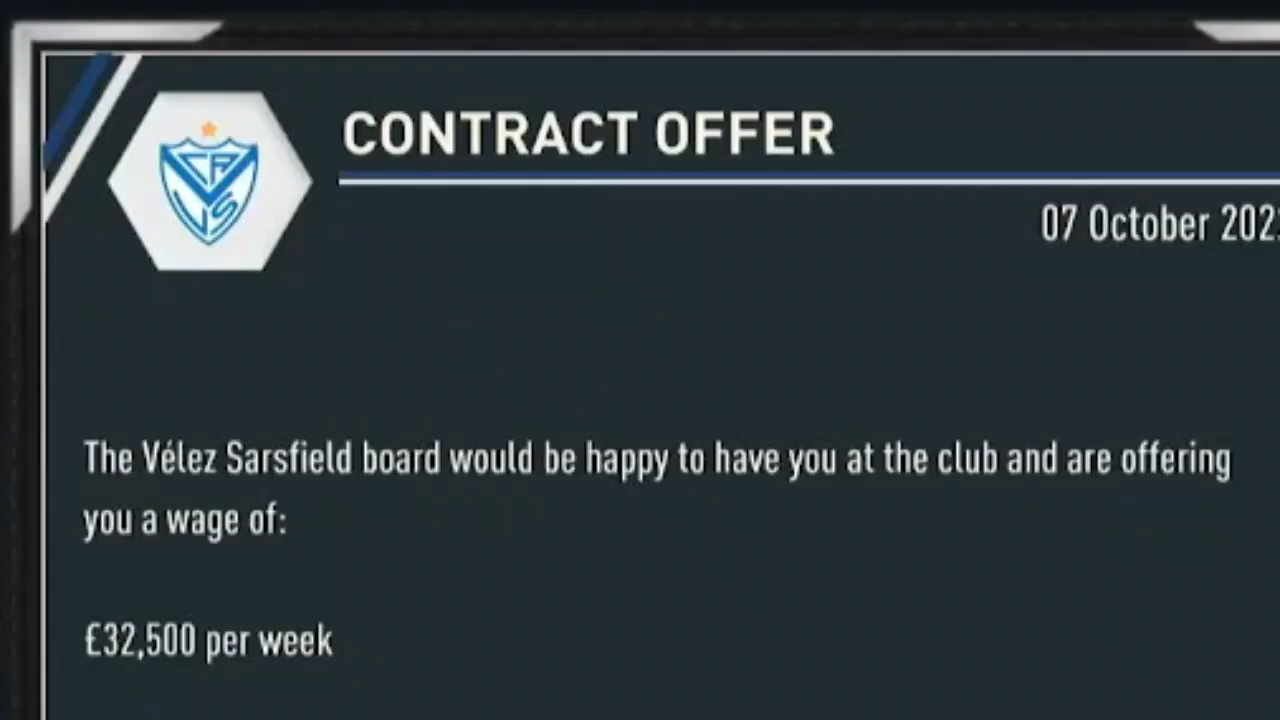 CONTRACT OFFER
07 October
The Vélez Sarsfield board would be happy to have you at the club and are offering
you a wage of:
£32,500 per week